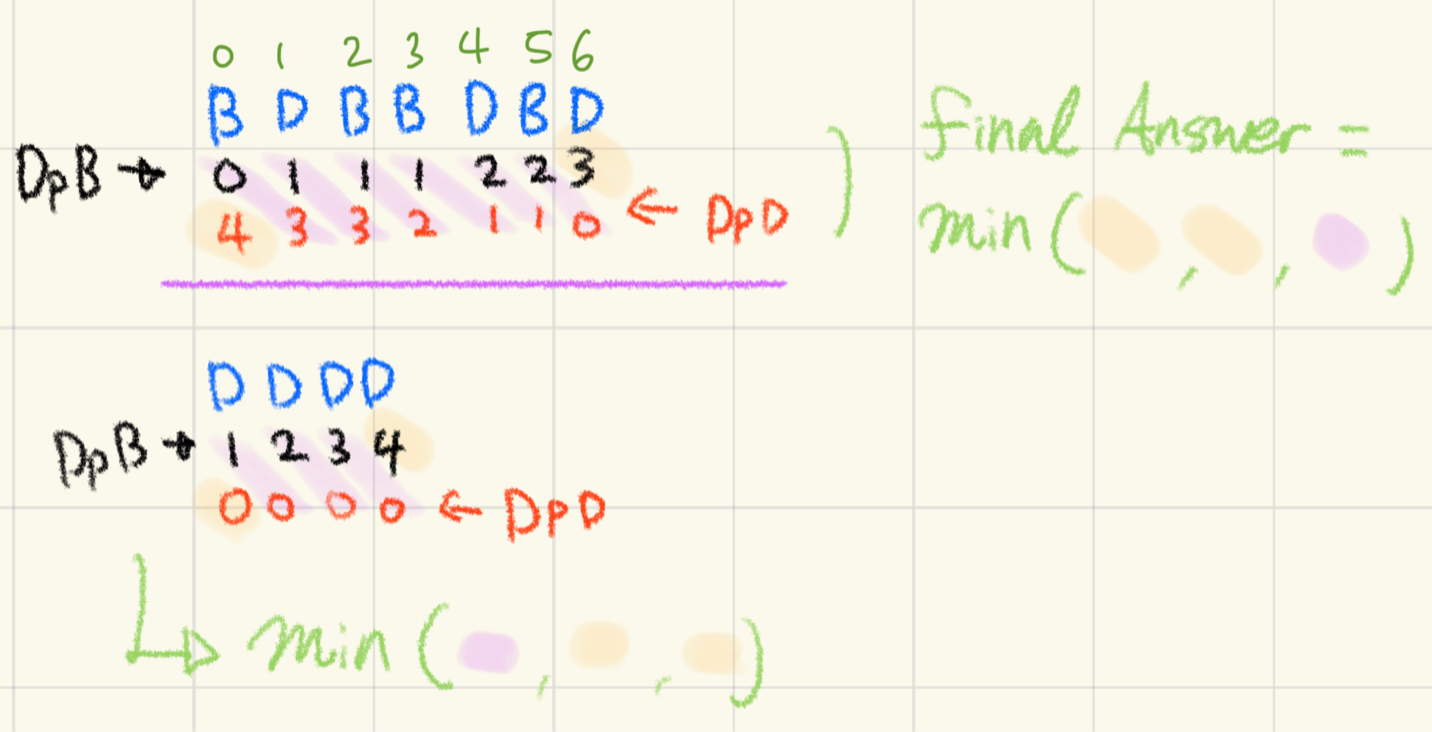 0 1 2 3 4 5 6
B D B B D B D
DpB → 0 1 1 1 2 2 3
4 3 3 2 1 1 0 ← DpD
)
final Answer =
min( , , )
D D D D
DpB → 1 2 3 4
0 0 0 0 ← DpD
↳ min( , , )